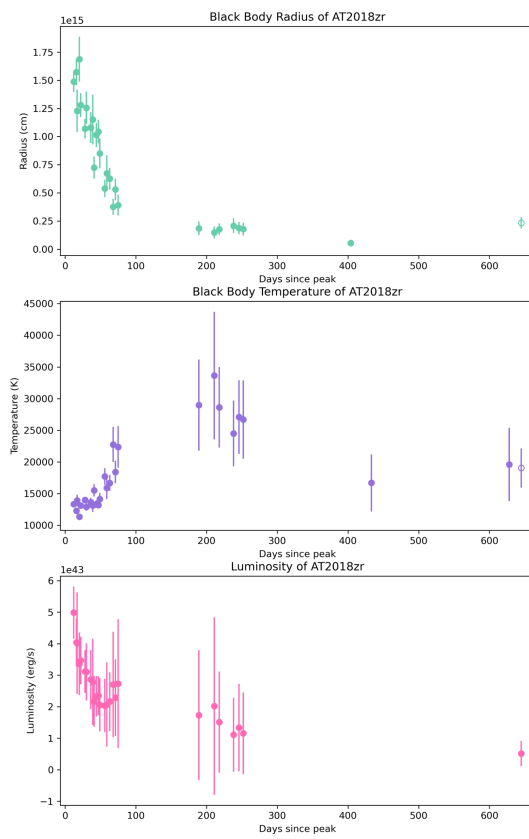 Black Body Radius of AT2018zr
1e15
1.75
1.50
1.25
1.00
0.75
0.50
0.25
0.00
Radius (cm)
0 100 200 300 400 500 600
Days since peak
Black Body Temperature of AT2018zr
45000
40000
35000
30000
25000
20000
15000
10000
Temperature (K)
0 100 200 300 400 500 600
Days since peak
Luminosity of AT2018zr
1e43
6
5
4
3
2
1
0
−1
Luminosity (erg/s)
0 100 200 300 400 500 600
Days since peak